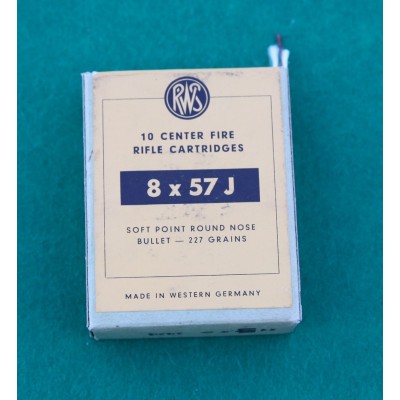 RWS
10 CENTER FIRE
RIFLE CARTRIDGES
8 x 57 J
SOFT POINT ROUND NOSE
BULLET — 227 GRAINS
MADE IN WESTERN GERMANY